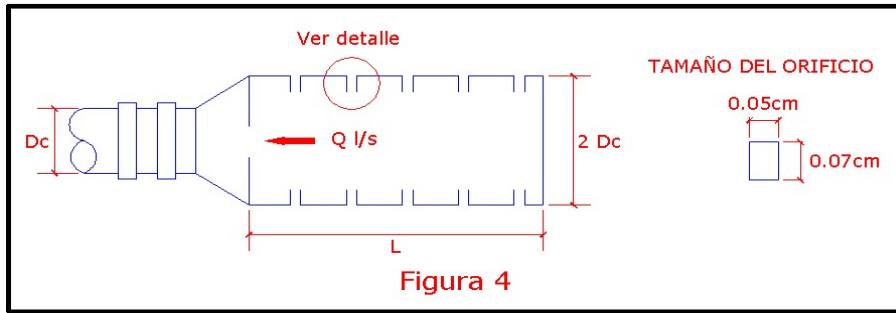 Ver detalle
TAMAÑO DEL ORIFICIO
0.05cm
Dc
Q l/s
2 Dc
0.07cm
L
Figura 4